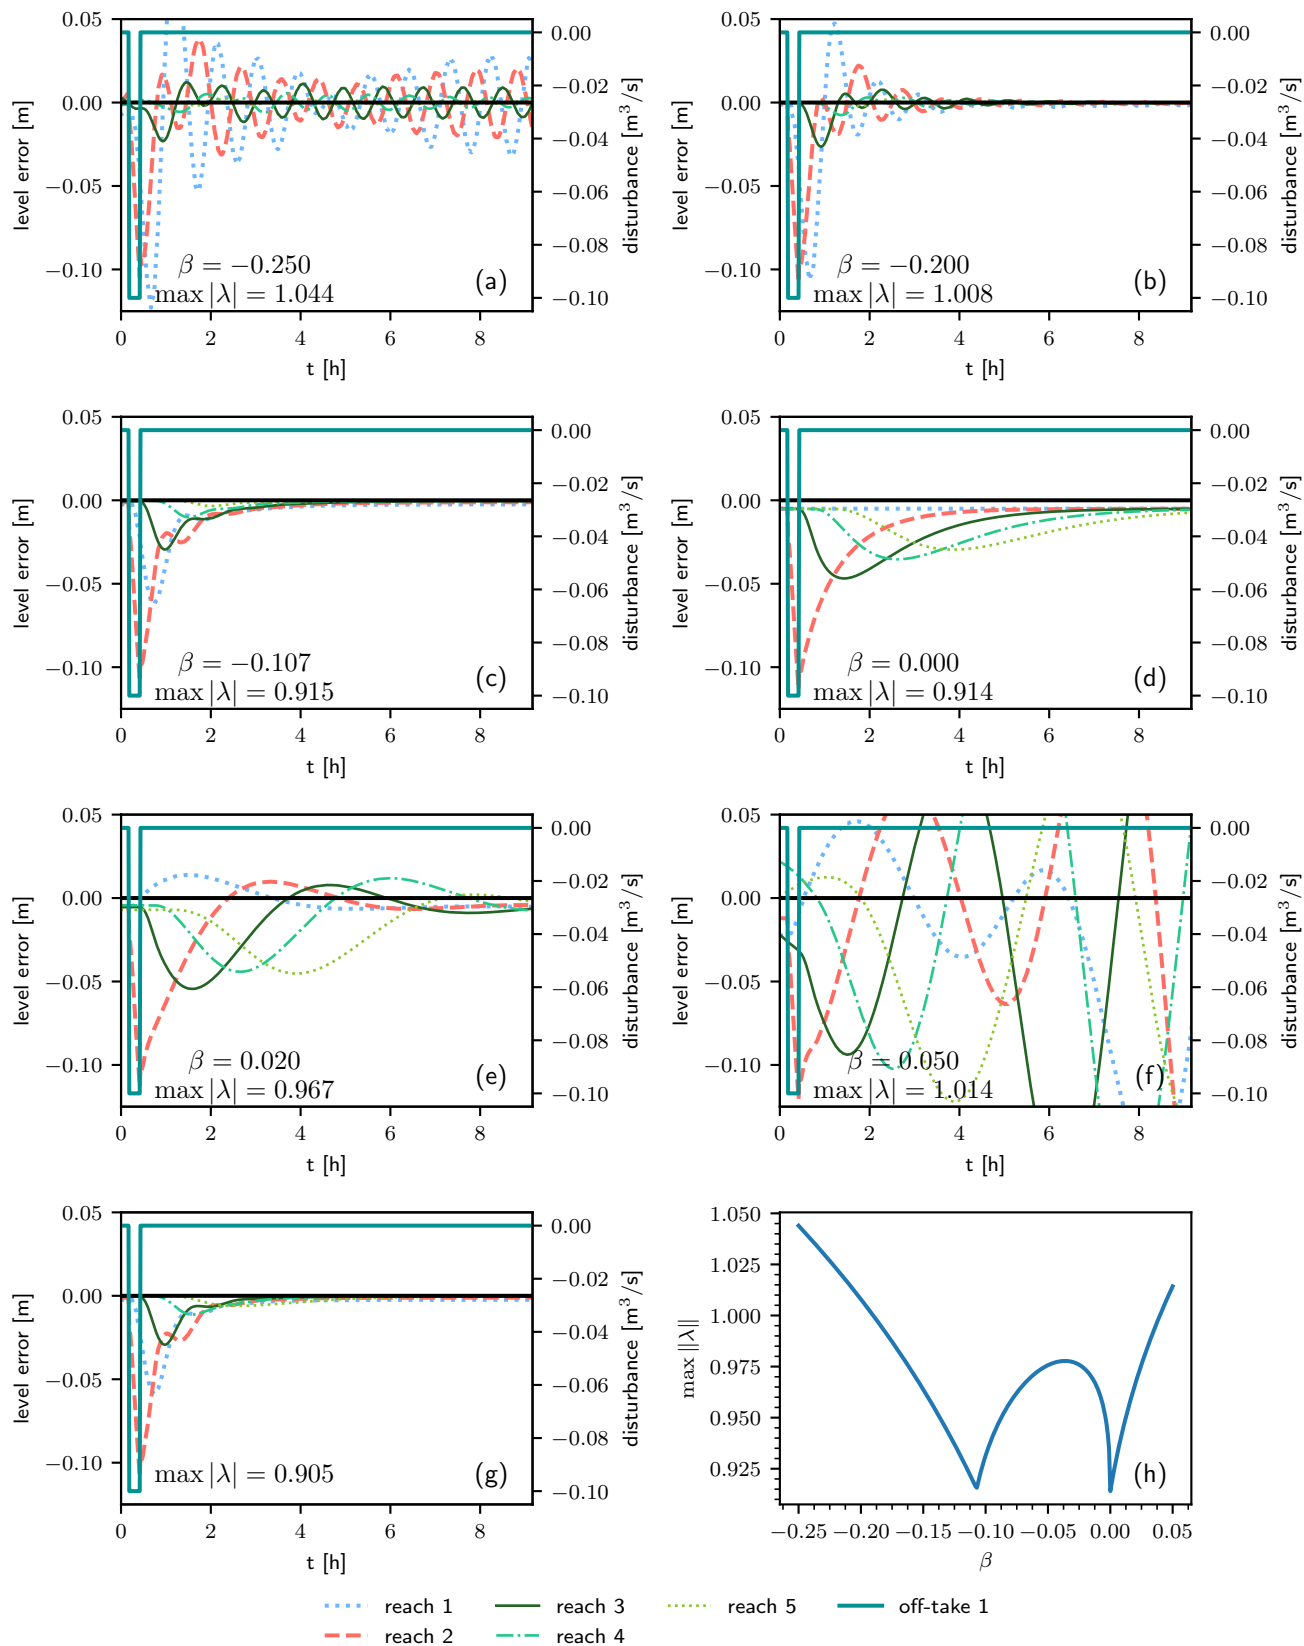 0.05
0.00
−0.05
−0.10
level error [m]
0.00
−0.02
−0.04
−0.06
−0.08
−0.10
disturbance [m³/s]
β = −0.250
max |λ| = 1.044
(a)
0 2 4 6 8
t [h]
0.05
0.00
−0.05
−0.10
level error [m]
0.00
−0.02
−0.04
−0.06
−0.08
−0.10
disturbance [m³/s]
β = −0.200
max |λ| = 1.008
(b)
0 2 4 6 8
t [h]
0.05
0.00
−0.05
−0.10
level error [m]
0.00
−0.02
−0.04
−0.06
−0.08
−0.10
disturbance [m³/s]
β = −0.107
max |λ| = 0.915
(c)
0 2 4 6 8
t [h]
0.05
0.00
−0.05
−0.10
level error [m]
0.00
−0.02
−0.04
−0.06
−0.08
−0.10
disturbance [m³/s]
β = 0.000
max |λ| = 0.914
(d)
0 2 4 6 8
t [h]
0.05
0.00
−0.05
−0.10
level error [m]
0.00
−0.02
−0.04
−0.06
−0.08
−0.10
disturbance [m³/s]
β = 0.020
max |λ| = 0.967
(e)
0 2 4 6 8
t [h]
0.05
0.00
−0.05
−0.10
level error [m]
0.00
−0.02
−0.04
−0.06
−0.08
−0.10
disturbance [m³/s]
β = 0.050
max |λ| = 1.014
(f)
0 2 4 6 8
t [h]
0.05
0.00
−0.05
−0.10
level error [m]
0.00
−0.02
−0.04
−0.06
−0.08
−0.10
disturbance [m³/s]
max |λ| = 0.905
(g)
0 2 4 6 8
t [h]
1.050
1.025
1.000
0.975
0.950
0.925
max ‖λ‖
(h)
−0.25 −0.20 −0.15 −0.10 −0.05 0.00 0.05
β
reach 1
reach 2
reach 3
reach 4
reach 5
off-take 1